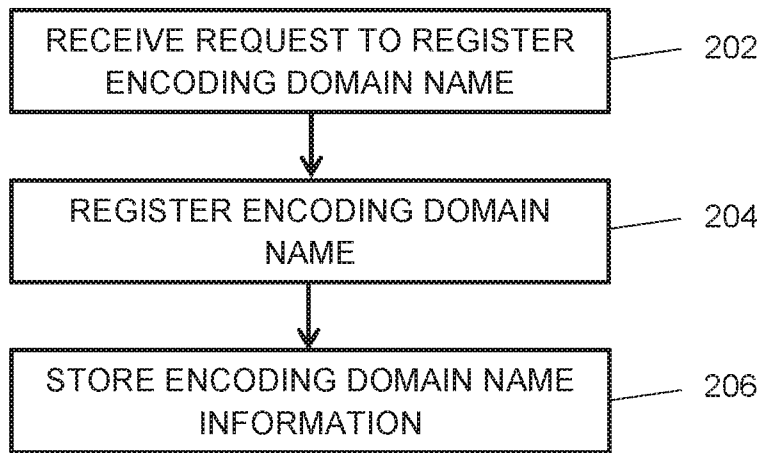 RECEIVE REQUEST TO REGISTER
ENCODING DOMAIN NAME
202
REGISTER ENCODING DOMAIN
NAME
204
STORE ENCODING DOMAIN NAME
INFORMATION
206